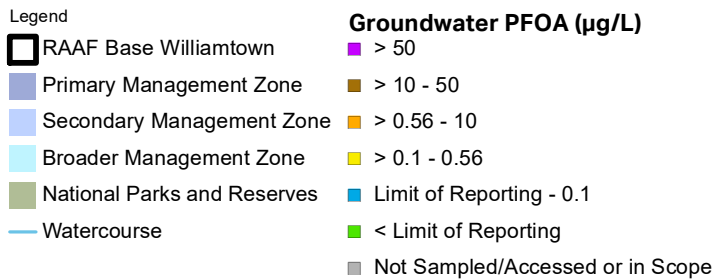 Legend
RAAF Base Williamtown
Primary Management Zone
Secondary Management Zone
Broader Management Zone
National Parks and Reserves
Watercourse
Groundwater PFOA (µg/L)
> 50
> 10 - 50
> 0.56 - 10
> 0.1 - 0.56
Limit of Reporting - 0.1
< Limit of Reporting
Not Sampled/Accessed or in Scope